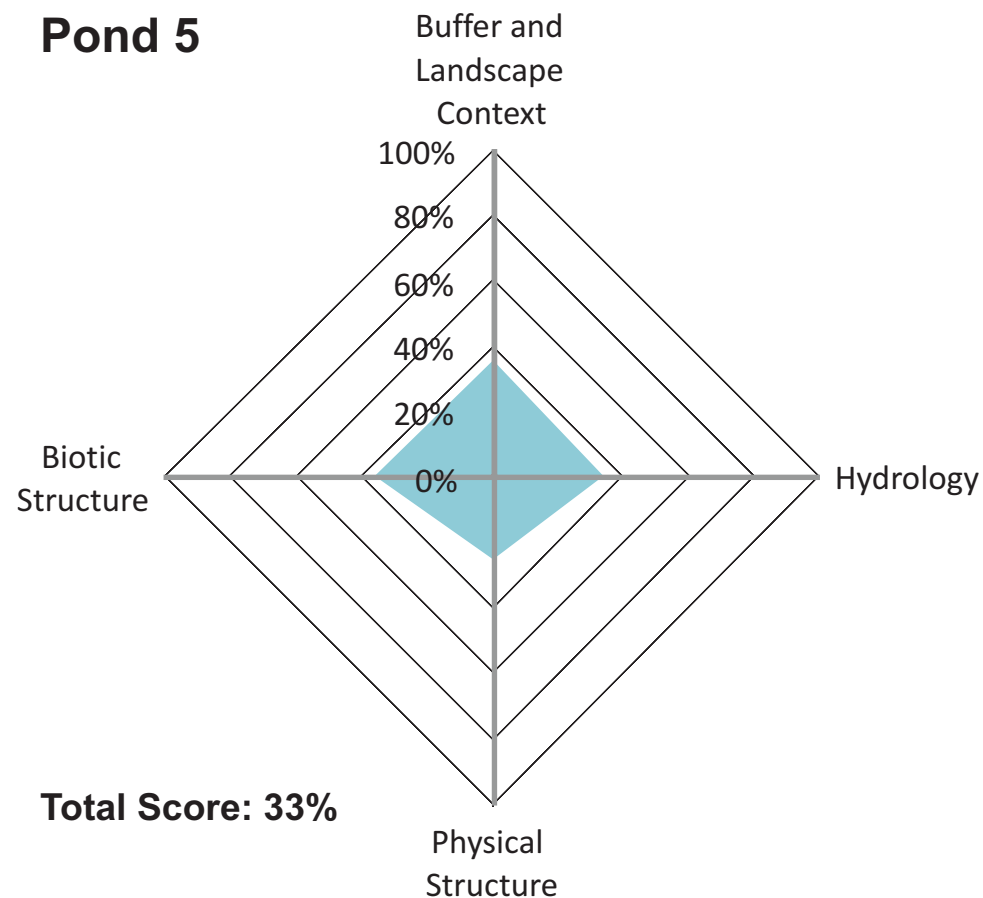 Pond 5
Buffer and
Landscape
Context
100%
80%
60%
40%
20%
0%
Biotic
Structure
Hydrology
Total Score: 33%
Physical
Structure